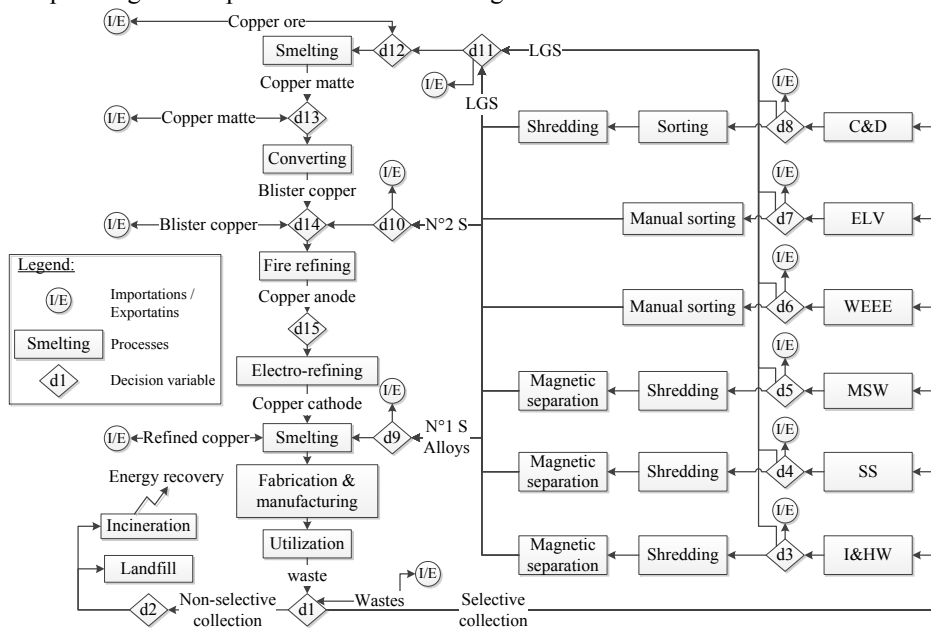 I/E
Copper ore
d12
d11
LGS
I/E
Smelting
I/E
LGS
Copper matte
I/E
Copper matte
d13
Shredding
Sorting
d8
C&D
Converting
I/E
I/E
Blister copper
I/E
Blister copper
d14
d10
N°2 S
Manual sorting
d7
ELV
Legend:
I/E
Importations /
Exportatins
Smelting
Processes
d1
Decision variable
Fire refining
I/E
Copper anode
Manual sorting
d6
WEEE
d15
I/E
Electro-refining
Magnetic
separation
Shredding
d5
MSW
Copper cathode
I/E
I/E
Refined copper
Smelting
d9
N°1 S
Alloys
I/E
Energy recovery
Fabrication &
manufacturing
Magnetic
separation
Shredding
d4
SS
Incineration
I/E
Utilization
Magnetic
separation
Shredding
d3
I&HW
Landfill
waste
I/E
d2
Non-selective
collection
d1
Wastes
Selective
collection